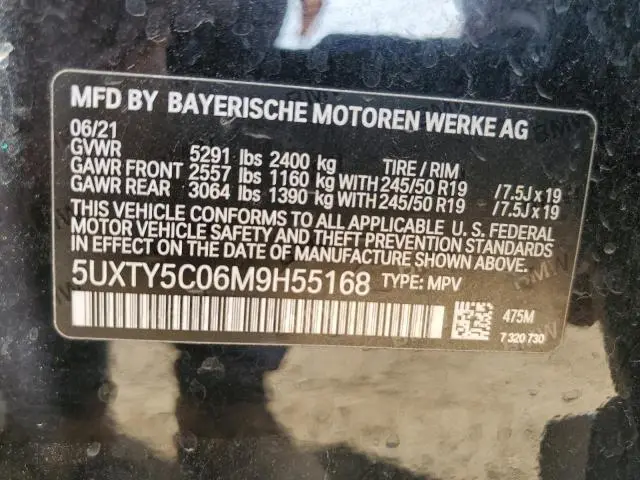 MFD BY BAYERISCHE MOTOREN WERKE AG
06/21
GVWR 5291 lbs 2400 kg TIRE / RIM
GAWR FRONT 2557 lbs 1160 kg WITH 245/50 R19 /7.5J x 19
GAWR REAR 3064 lbs 1390 kg WITH 245/50 R19 /7.5J x 19
THIS VEHICLE CONFORMS TO ALL APPLICABLE U.S. FEDERAL
MOTOR VEHICLE SAFETY AND THEFT PREVENTION STANDARDS
IN EFFECT ON THE DATE OF MANUFACTURE SHOWN ABOVE.
5UXTY5C06M9H55168 TYPE: MPV
475M
7 320 730